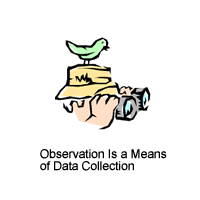 Observation Is a Means
of Data Collection